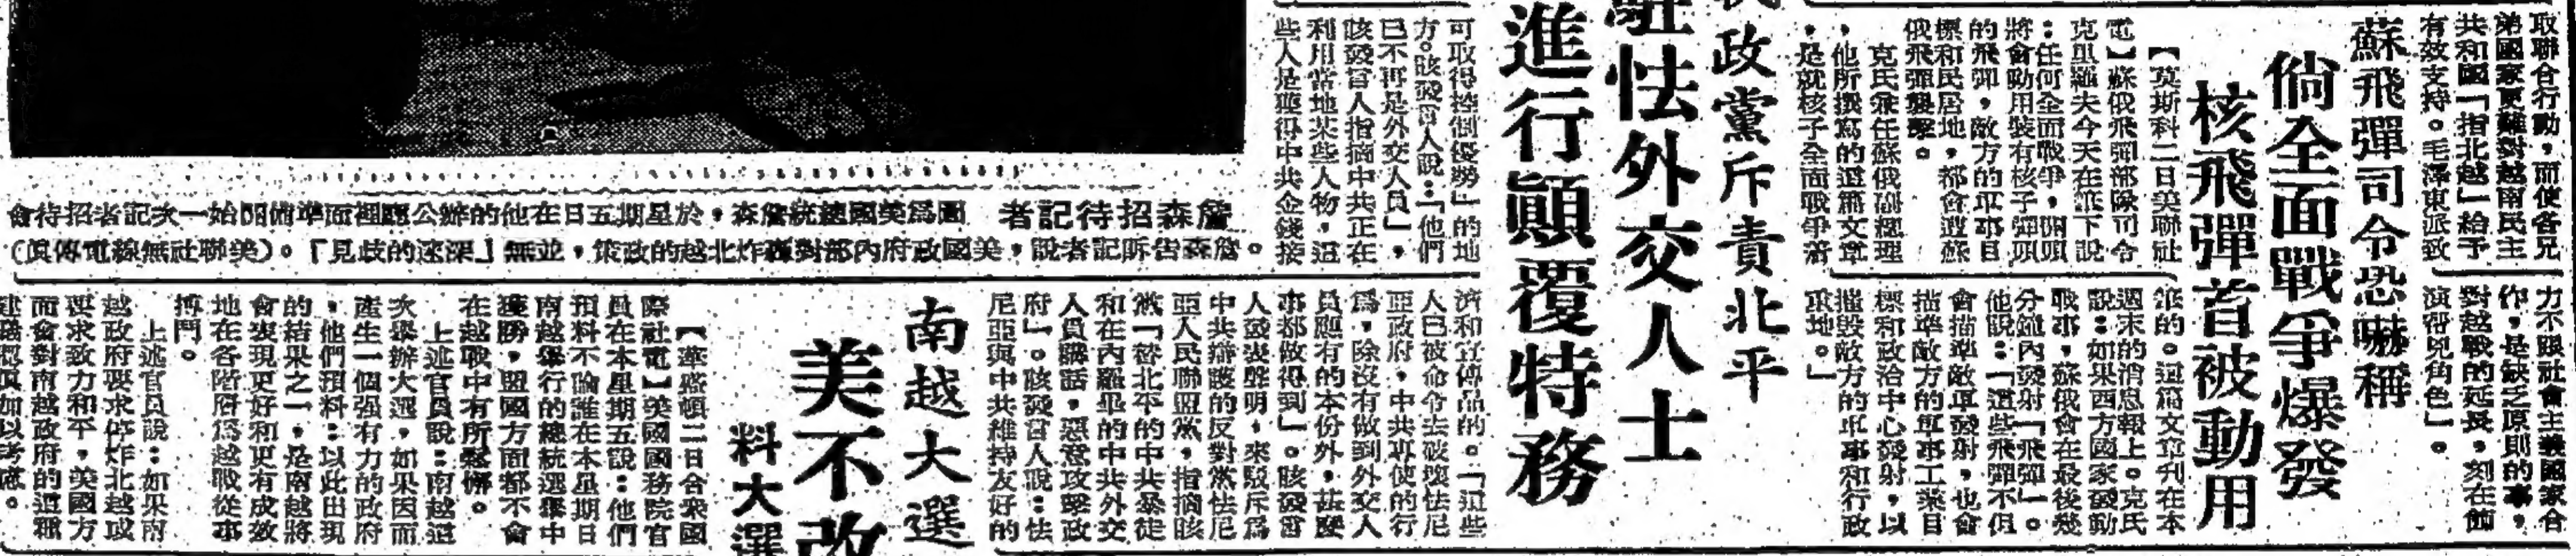 取聯合行動，而使各兄
弟國家更難對越南民主
共和國「指北越」給予
有效支持。毛澤東派致
力不跟社會主義國家合
作，是缺乏原則的事，
對越戰的延長，刻在節
演幫兇角色」。
蘇飛彈司令恐嚇稱
倘全面戰爭爆發
核飛彈首被動用
【莫斯科二日美聯社
電】蘇俄飛彈部隊司令
克里羅夫今天在莫下說
：任何全面戰爭，開頭
將會動用裝有核子彈頭
的飛彈，敵方的軍事目
標和民居地，都會遭蘇
俄飛彈襲擊。
克氏兼任蘇俄副總理
，他所撰寫的這篇文章
，是就核子全面戰爭着
筆的。這篇文章刊在本
週末的消息報上。克氏
說：如果西方國家發動
戰事，蘇俄會在最後幾
分鐘內發射「飛彈」。
他說：「這些飛彈不但
會描準敵軍發射，也會
描準敵方的軍事工業目
標和政治中心發射，以
摧毀敵方的軍事和行政
重地。」
政黨斥責北平
駐怯外交人士
進行顛覆特務
可取得控制優勢」的地
方。該發言人說：「他們
已不再是外交人員」，
該發言人指摘中共正在
利用當地某些人物，這
些人是獲得中共金錢接
濟和宣傳品的。「這些
人已被命令去破壞怯尼
亞政府，中共專使的行
為，除沒有做到外交人
員應有的本份外，甚麼
事都做得到」。該發言
人發表聲明，來駁斥為
中共辯護的反對黨怯尼
亞人民聯盟黨，指摘該
黨「替北平的中共暴徒
和在內羅畢的中共外交
人員講話，惡意攻擊政
府」。該發言人說：怯
尼亞與中共維持友好的
詹森招待記者　圖為美國總統詹森，於星期五日在他的辦公廳裡面準備開始一次記者招待會
。詹森告訴記者說，美國政府內部對轟炸北越的政策，並無「深遠的歧見」。（美聯社無線電傳真）
南越大選
美不改
料大選
【華盛頓二日合眾國
際社電】美國國務院官
員在本星期五說：他們
預料不論誰在本星期日
南越舉行的總統選舉中
獲勝，盟國方面都不會
在越戰中有所鬆懈。
上述官員說：南越這
次舉辦大選，如果因而
產生一個強有力的政府
，他們預料：以此出現
的結果之一，是南越將
會表現更好和更有成效
地在各階層為越戰從事
搏鬥。
上述官員說：如果南
越政府要求停炸北越或
要求致力和平，美國方
面會對南越政府的這種
建議認真加以考慮。